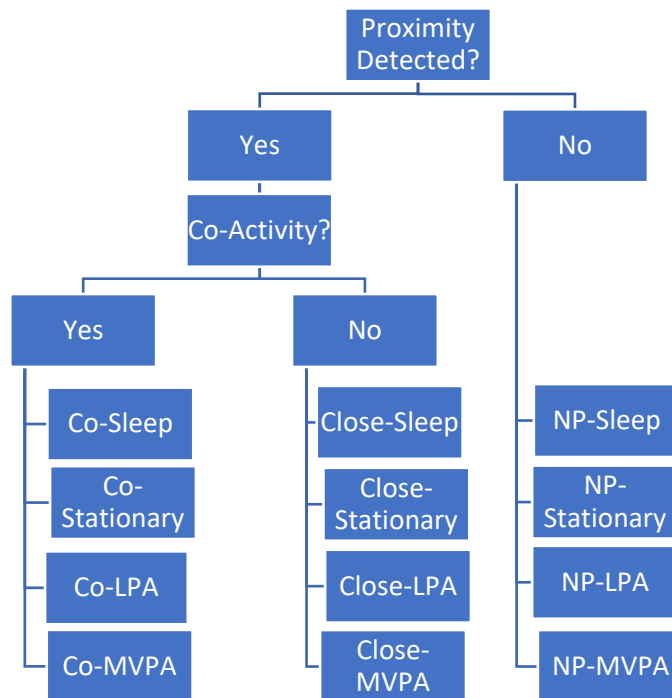 Proximity
Detected?
Yes
No
Co-Activity?
Yes
No
Co-Sleep
Close-Sleep
NP-Sleep
Co-
Stationary
Close-
Stationary
NP-
Stationary
Co-LPA
Close-LPA
NP-LPA
Co-MVPA
Close-
MVPA
NP-MVPA